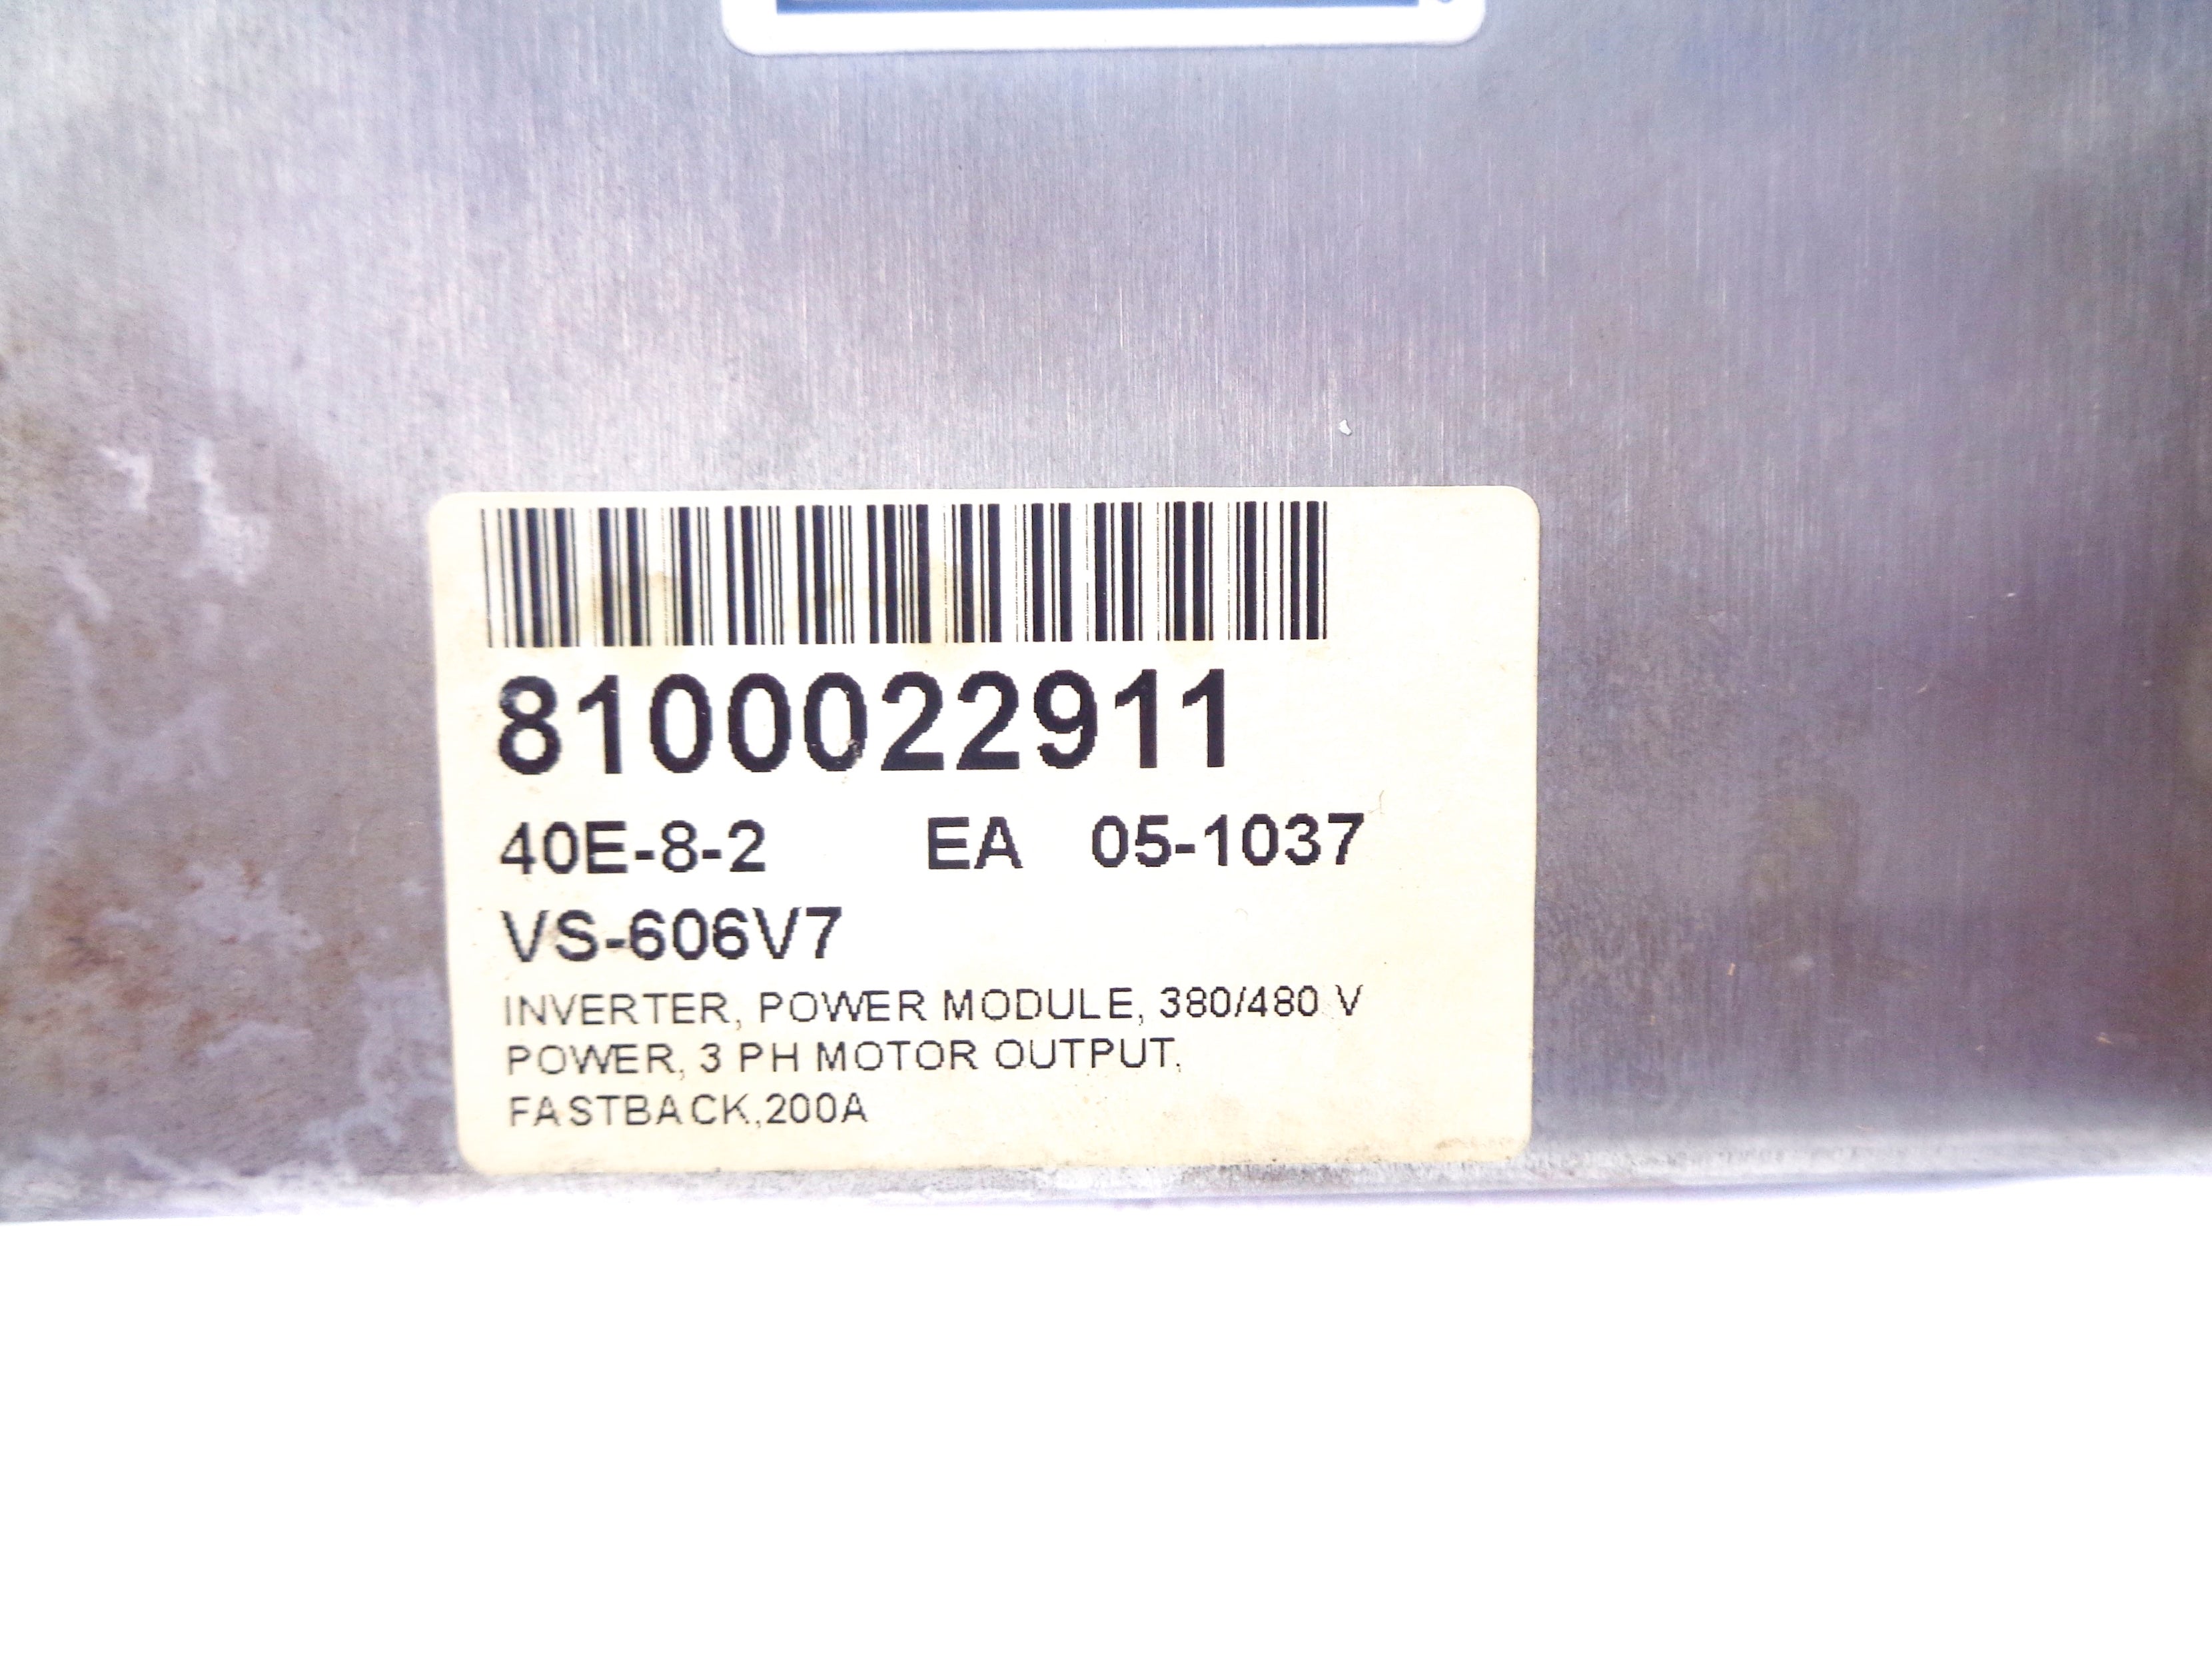 8100022911
40E-8-2 EA 05-1037
VS-606V7
INVERTER, POWER MODULE, 380/480 V
POWER, 3 PH MOTOR OUTPUT,
FASTBACK,200A